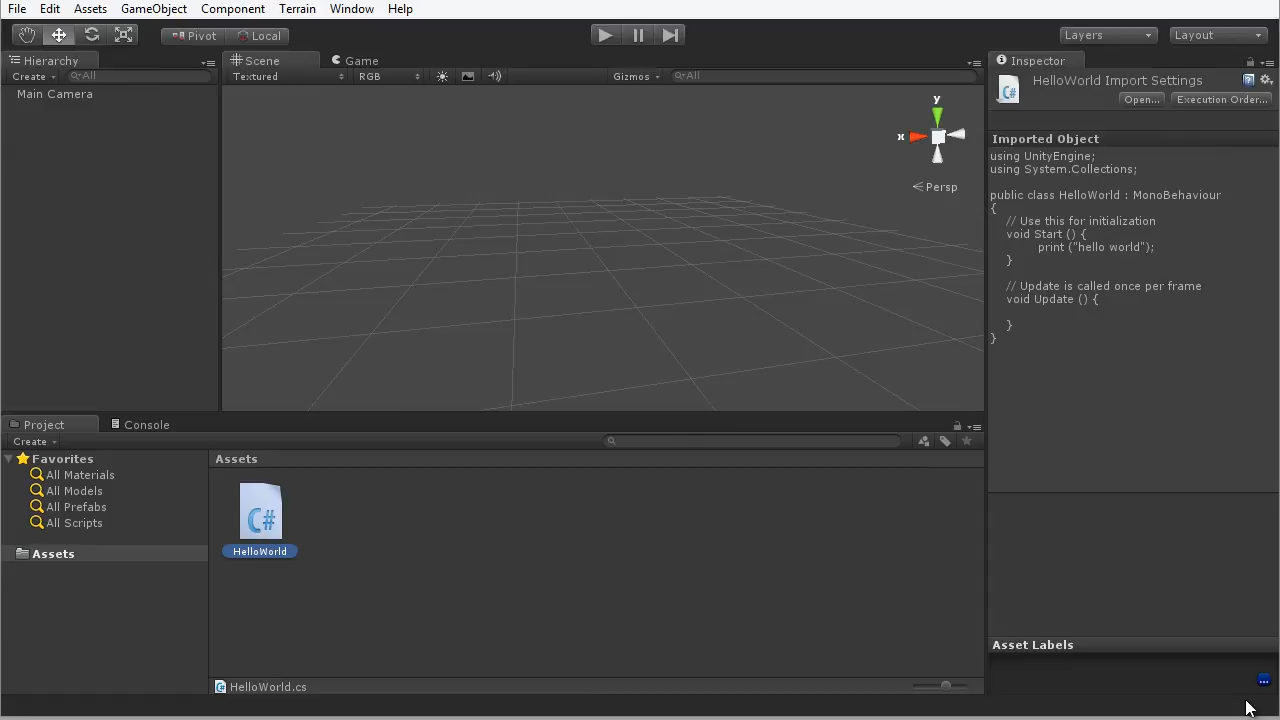 File Edit Assets GameObject Component Terrain Window Help
Pivot Local Layers Layout
Hierarchy Scene Game Inspector
Create All Textured RGB Gizmos All
HelloWorld Import Settings
Main Camera
C#
Open... Execution Order...
y
x
Persp
Imported Object
using UnityEngine;
using System.Collections;
public class HelloWorld : MonoBehaviour
{
// Use this for initialization
void Start () {
print ("hello world");
}
// Update is called once per frame
void Update () {
}
}
Project Console
Create
Favorites
All Materials
All Models
All Prefabs
All Scripts
Assets
Assets
C#
HelloWorld
HelloWorld.cs
Asset Labels